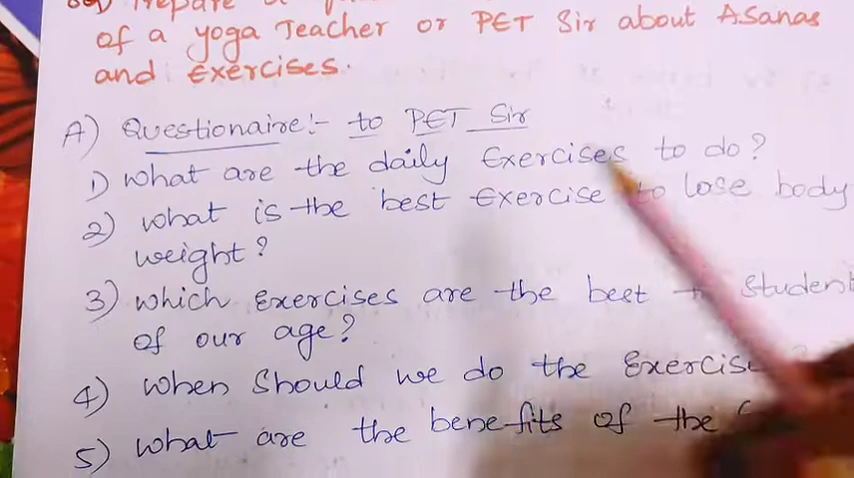 Prepare a
of a yoga Teacher or PET Sir about Asanas
and Exercises.
A) Questionaire:- to PET Sir
1) what are the daily Exercises to do?
2) what is the best Exercise to lose body
weight?
3) which Exercises are the best to student
of our age?
4) when should we do the Exercise
5) what are the benefits of the